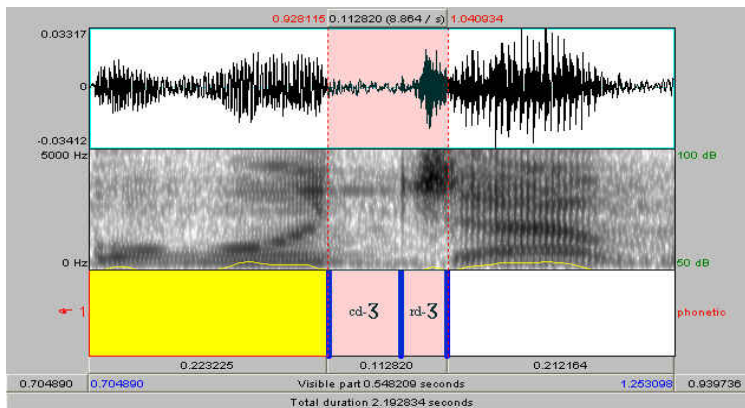 0.928115 0.112820 (8.864 / s) 1.040934
0.03317
0
-0.03412
5000 Hz 100 dB
0 Hz 50 dB
1 cd-ʒ rd-ʒ phonetic
0.223225 0.112820 0.212164
0.704890 0.704890 Visible part 0.548209 seconds 1.253098 0.939736
Total duration 2.192834 seconds